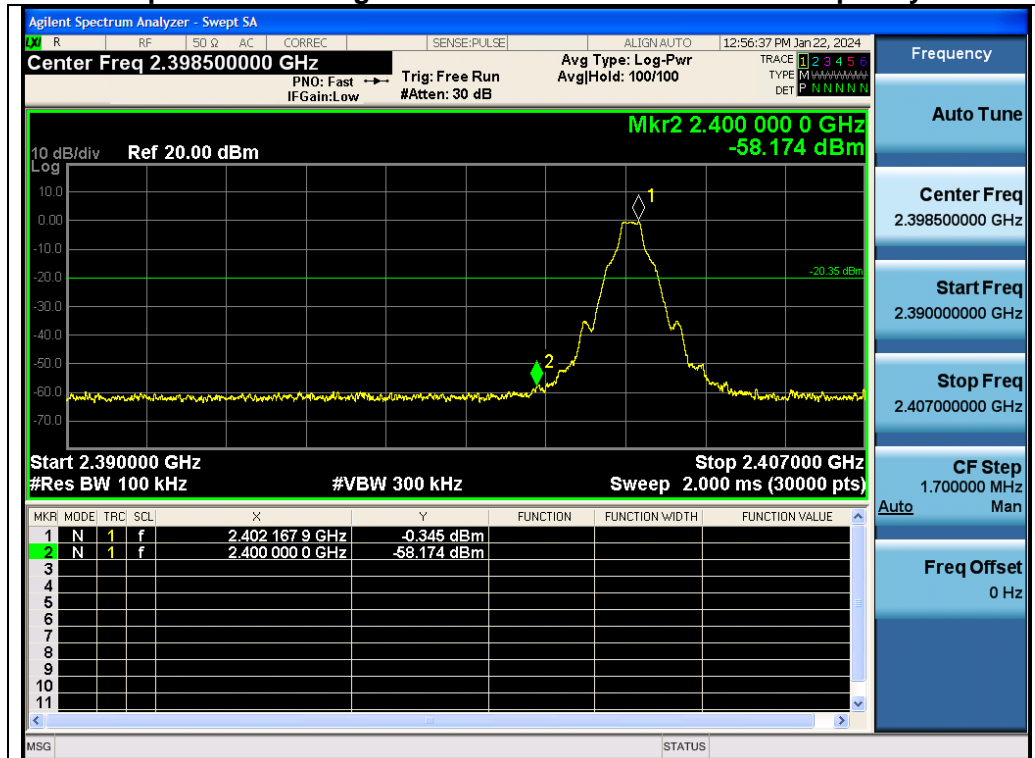 Agilent Spectrum Analyzer - Swept SA
LXI R RF 50 Ω AC CORREC SENSE:PULSE ALIGN AUTO 12:56:37 PM Jan 22, 2024
Center Freq 2.398500000 GHz
PNO: Fast
IFGain:Low
Trig: Free Run
#Atten: 30 dB
Avg Type: Log-Pwr
Avg|Hold: 100/100
TRACE 1 2 3 4 5 6
TYPE M WWWWW
DET P N N N N N
Mkr2 2.400 000 0 GHz
-58.174 dBm
10 dB/div Ref 20.00 dBm
Log
10.0
0.00
-10.0
-20.0
-30.0
-40.0
-50.0
-60.0
-70.0
1
-20.35 dBm
2
Start 2.390000 GHz Stop 2.407000 GHz
#Res BW 100 kHz #VBW 300 kHz Sweep 2.000 ms (30000 pts)
MKR MODE TRC SCL X Y FUNCTION FUNCTION WIDTH FUNCTION VALUE
1 N 1 f 2.402 167 9 GHz -0.345 dBm
2 N 1 f 2.400 000 0 GHz -58.174 dBm
3
4
5
6
7
8
9
10
11
MSG STATUS
Frequency
Auto Tune
Center Freq
2.398500000 GHz
Start Freq
2.390000000 GHz
Stop Freq
2.407000000 GHz
CF Step
1.700000 MHz
Auto Man
Freq Offset
0 Hz